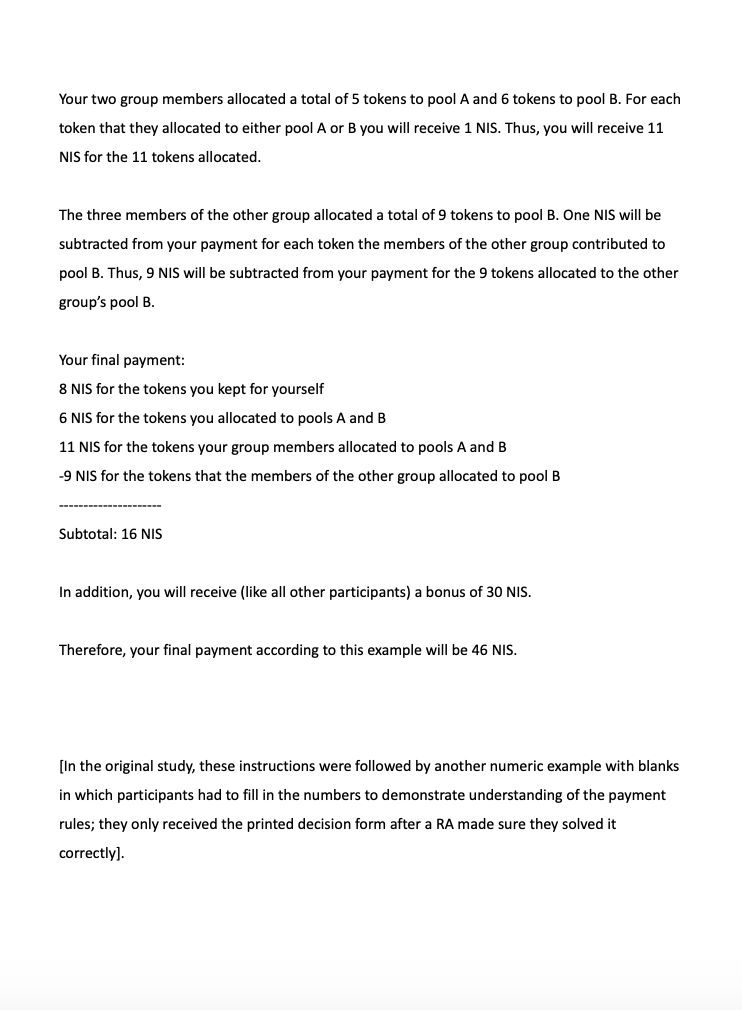 Your two group members allocated a total of 5 tokens to pool A and 6 tokens to pool B. For each
token that they allocated to either pool A or B you will receive 1 NIS. Thus, you will receive 11
NIS for the 11 tokens allocated.
The three members of the other group allocated a total of 9 tokens to pool B. One NIS will be
subtracted from your payment for each token the members of the other group contributed to
pool B. Thus, 9 NIS will be subtracted from your payment for the 9 tokens allocated to the other
group’s pool B.
Your final payment:
8 NIS for the tokens you kept for yourself
6 NIS for the tokens you allocated to pools A and B
11 NIS for the tokens your group members allocated to pools A and B
-9 NIS for the tokens that the members of the other group allocated to pool B
---------------------
Subtotal: 16 NIS
In addition, you will receive (like all other participants) a bonus of 30 NIS.
Therefore, your final payment according to this example will be 46 NIS.
[In the original study, these instructions were followed by another numeric example with blanks
in which participants had to fill in the numbers to demonstrate understanding of the payment
rules; they only received the printed decision form after a RA made sure they solved it
correctly].